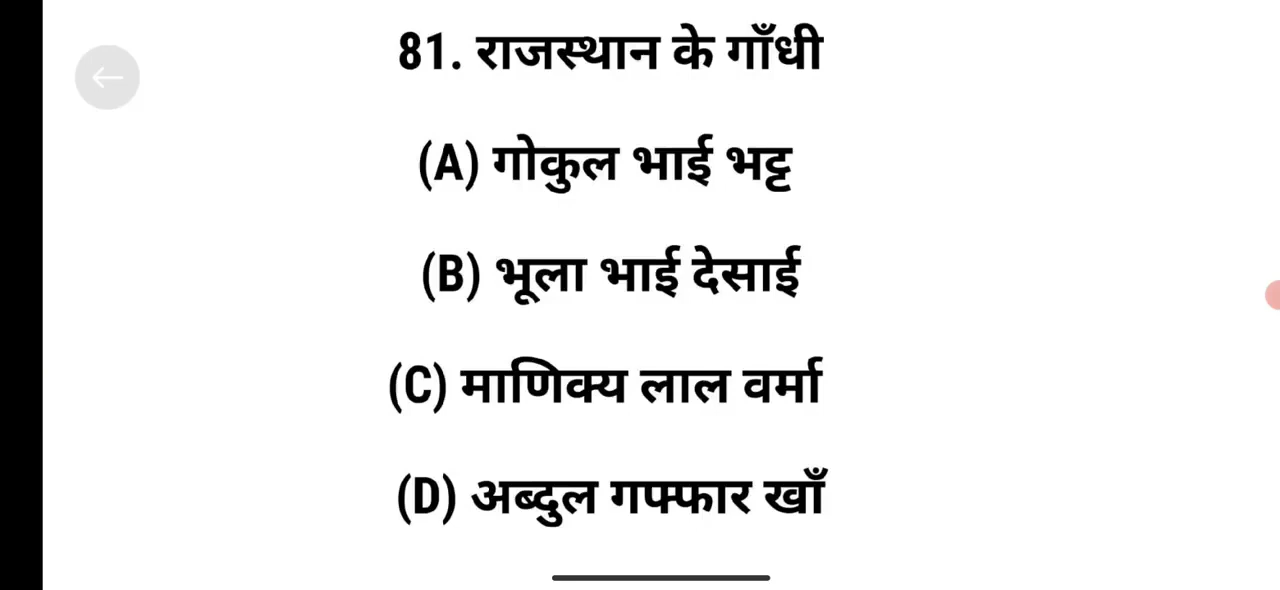 81. राजस्थान के गाँधी
(A) गोकुल भाई भट्ट
(B) भूला भाई देसाई
(C) माणिक्य लाल वर्मा
(D) अब्दुल गफ्फार खाँ